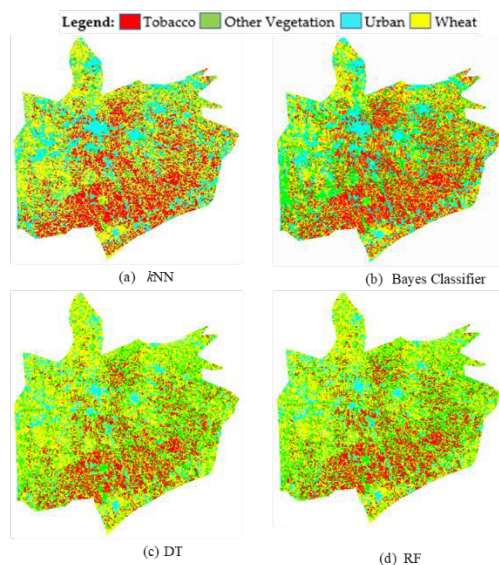 Legend: Tobacco Other Vegetation Urban Wheat
(a) kNN
(b) Bayes Classifier
(c) DT
(d) RF